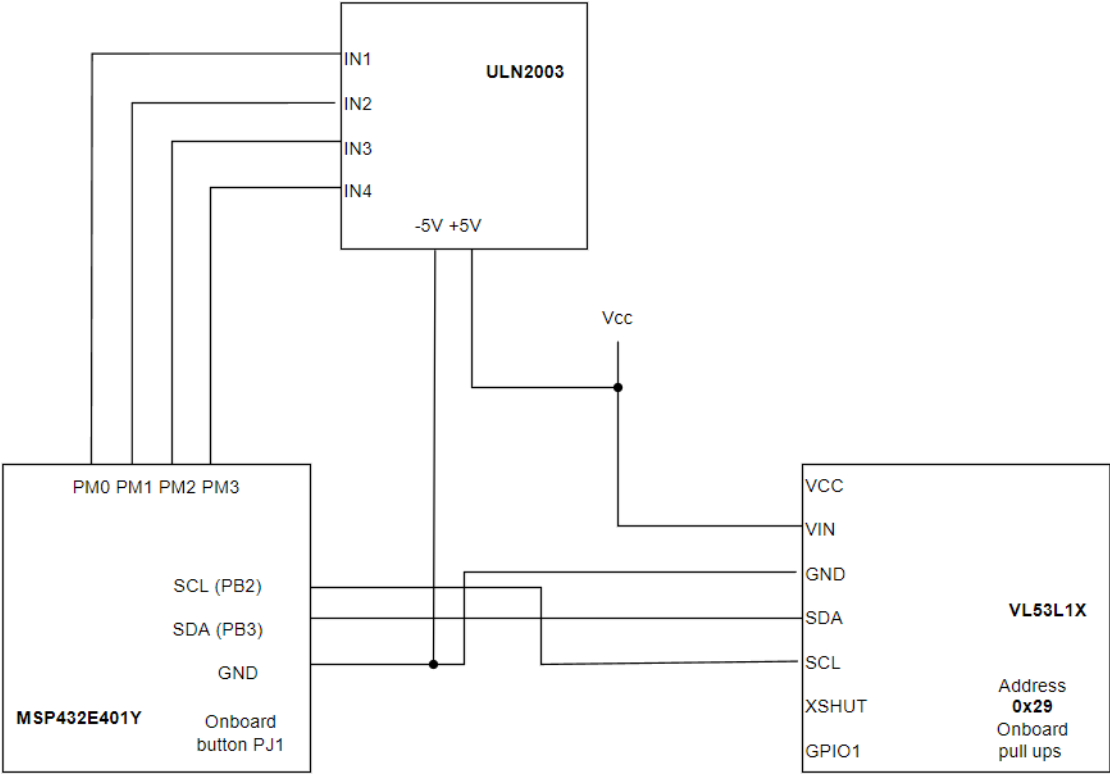 IN1
ULN2003
IN2
IN3
IN4
-5V +5V
Vcc
PM0 PM1 PM2 PM3
SCL (PB2)
SDA (PB3)
GND
MSP432E401Y
Onboard
button PJ1
VCC
VIN
GND
SDA
SCL
XSHUT
GPIO1
VL53L1X
Address
0x29
Onboard
pull ups